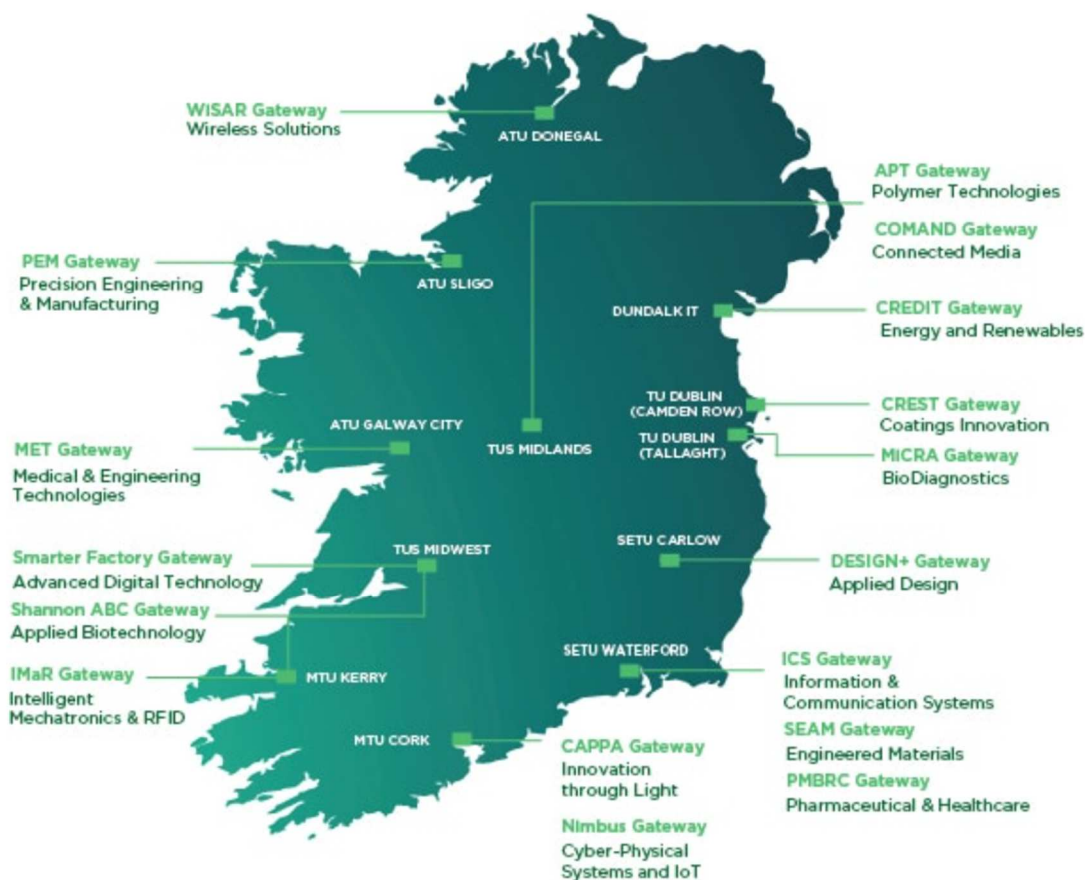 WiSAR Gateway
Wireless Solutions
ATU DONEGAL
APT Gateway
Polymer Technologies
COMAND Gateway
Connected Media
PEM Gateway
Precision Engineering
& Manufacturing
ATU SLIGO
DUNDALK IT
CREDIT Gateway
Energy and Renewables
TU DUBLIN
(CAMDEN ROW)
CREST Gateway
Coatings Innovation
ATU GALWAY CITY
TUS MIDLANDS
TU DUBLIN
(TALLAGHT)
MiCRA Gateway
BioDiagnostics
MET Gateway
Medical & Engineering
Technologies
Smarter Factory Gateway
Advanced Digital Technology
TUS MIDWEST
SETU CARLOW
DESIGN+ Gateway
Applied Design
Shannon ABC Gateway
Applied Biotechnology
IMaR Gateway
Intelligent
Mechatronics & RFID
MTU KERRY
SETU WATERFORD
ICS Gateway
Information &
Communication Systems
SEAM Gateway
Engineered Materials
PMBRC Gateway
Pharmaceutical & Healthcare
MTU CORK
CAPPA Gateway
Innovation
through Light
Nimbus Gateway
Cyber-Physical
Systems and IoT